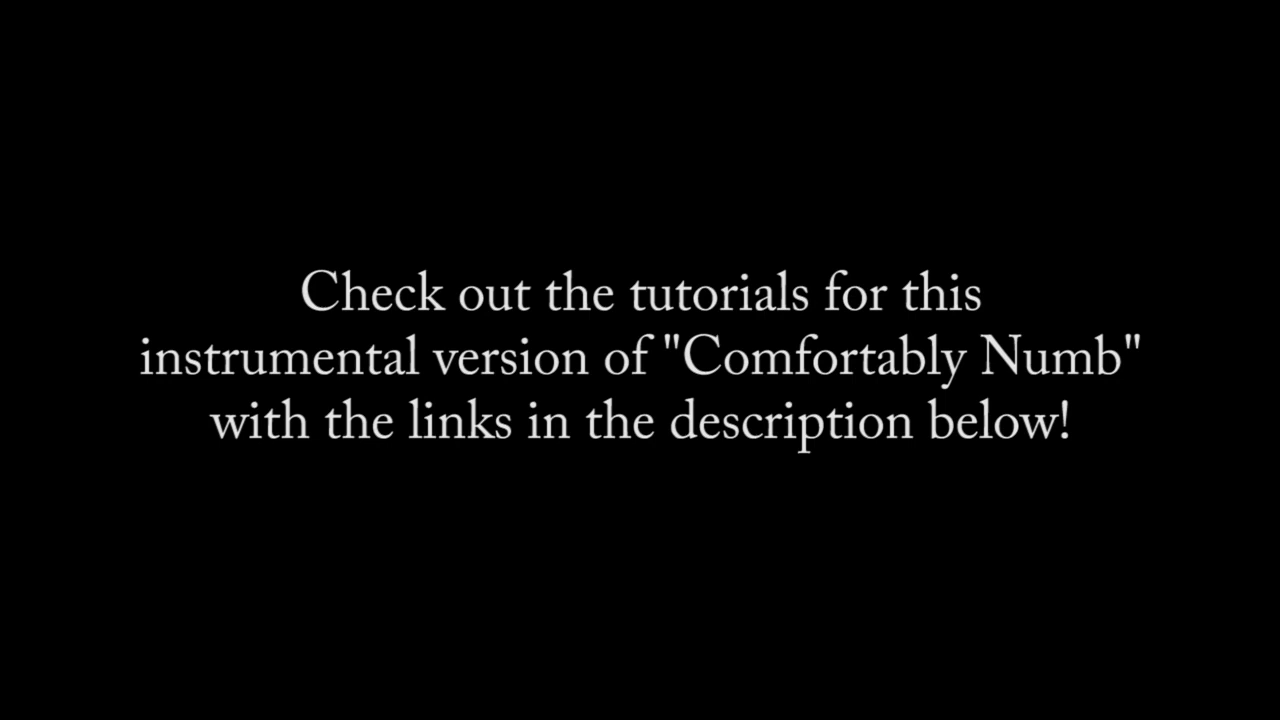 Check out the tutorials for this
instrumental version of "Comfortably Numb"
with the links in the description below!